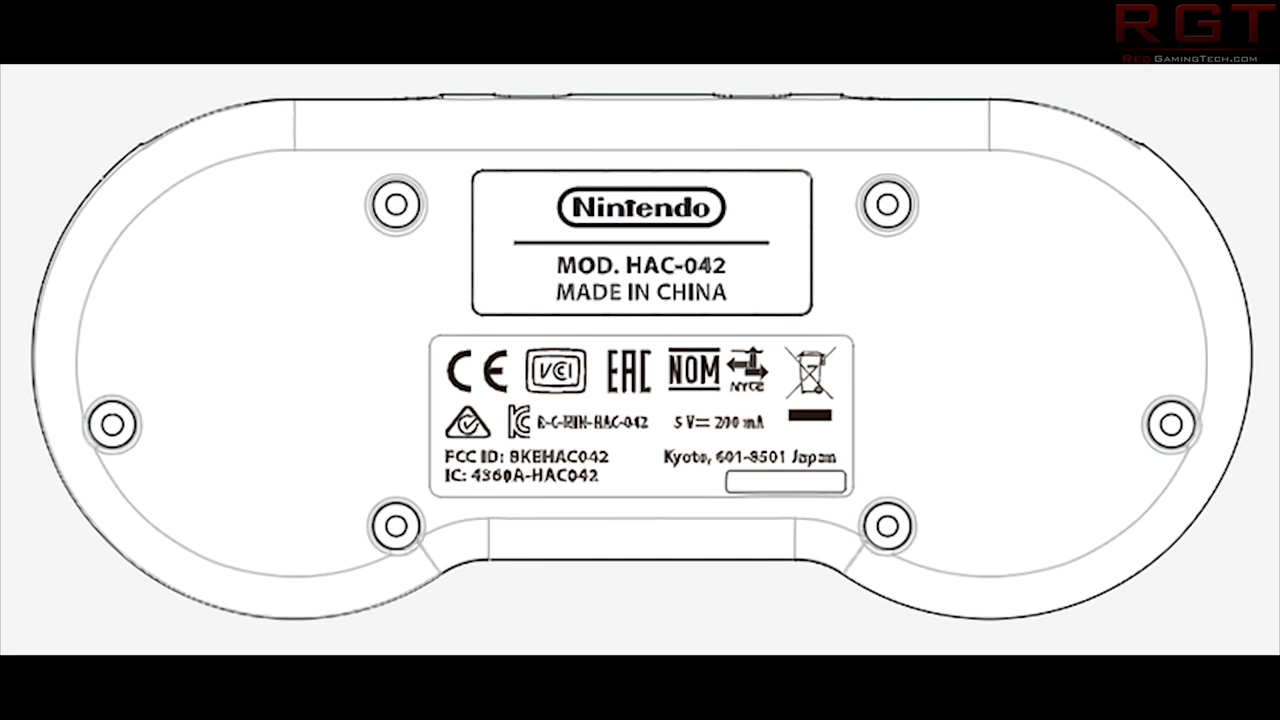 RGT
REDGAMINGTECH.COM
Nintendo
MOD. HAC-042
MADE IN CHINA
CE VCI EAC NOM NYCE
R-C-RIN-HAC-042 5 V 200 mA
FCC ID: BKEHAC042
Kyoto, 601-8501 Japan
IC: 4360A-HAC042